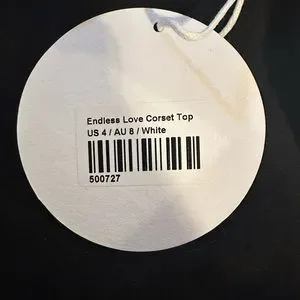 Endless Love Corset Top
US 4 / AU 8 / White
500727